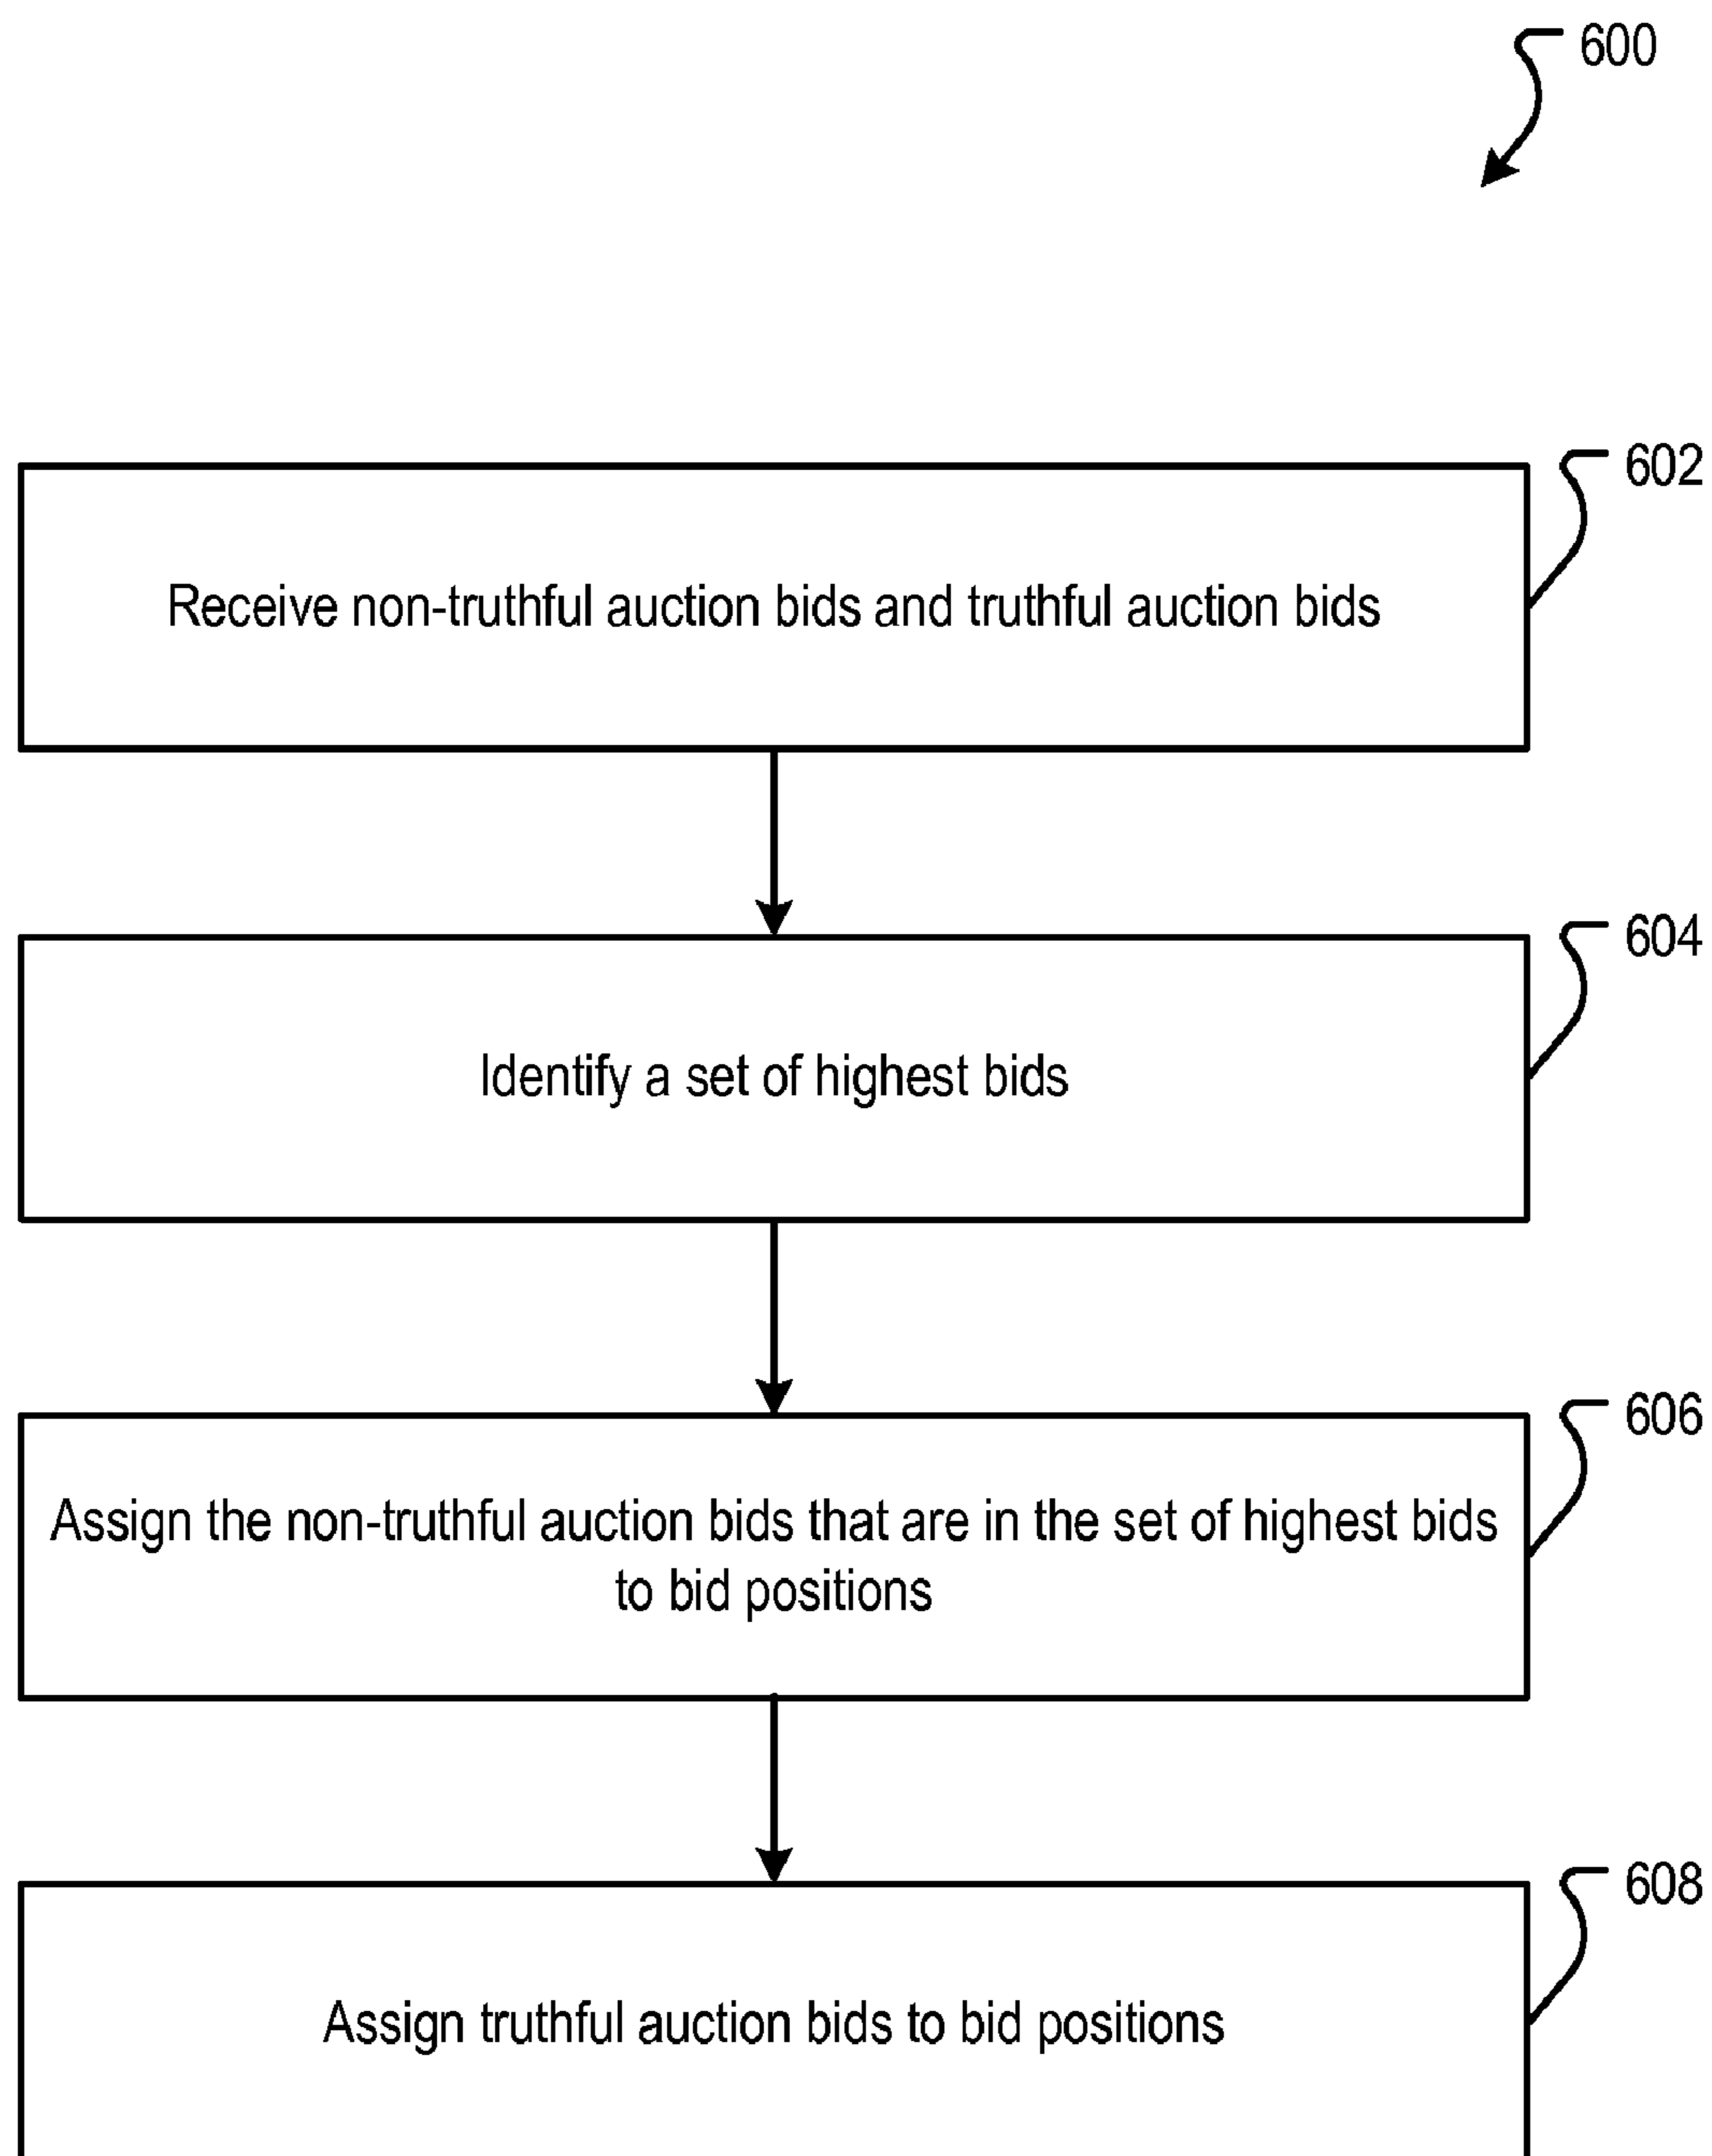 600
602
Receive non-truthful auction bids and truthful auction bids
604
Identify a set of highest bids
606
Assign the non-truthful auction bids that are in the set of highest bids
to bid positions
608
Assign truthful auction bids to bid positions